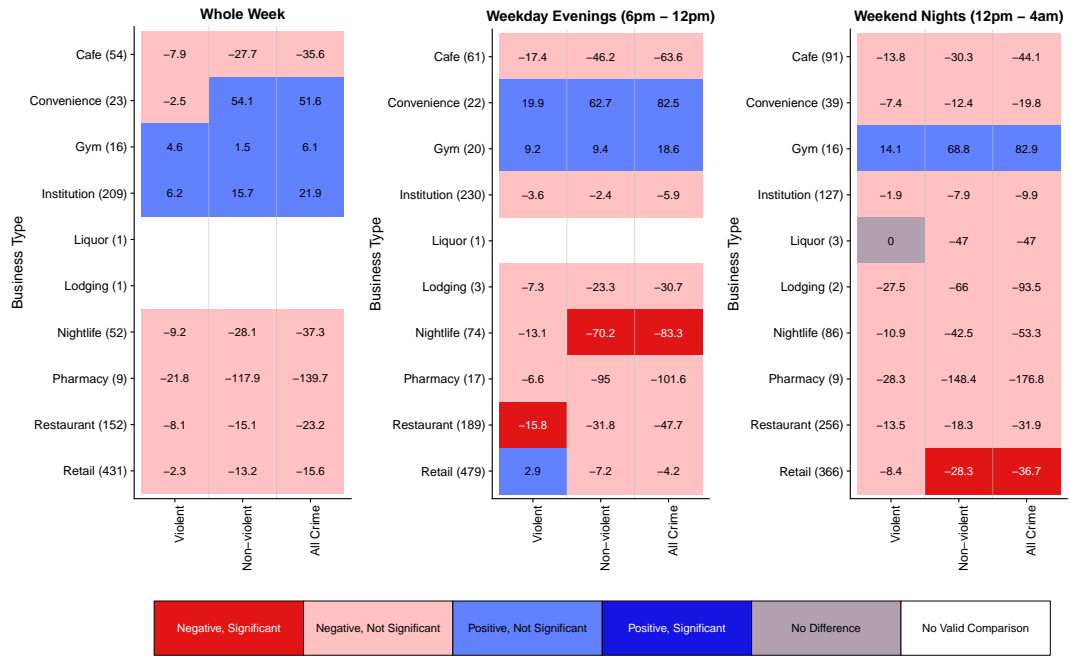 Whole Week
Business Type
Cafe (54) −7.9 −27.7 −35.6
Convenience (23) −2.5 54.1 51.6
Gym (16) 4.6 1.5 6.1
Institution (209) 6.2 15.7 21.9
Liquor (1)
Lodging (1)
Nightlife (52) −9.2 −28.1 −37.3
Pharmacy (9) −21.8 −117.9 −139.7
Restaurant (152) −8.1 −15.1 −23.2
Retail (431) −2.3 −13.2 −15.6
Violent Non−violent All Crime
Weekday Evenings (6pm − 12pm)
Business Type
Cafe (61) −17.4 −46.2 −63.6
Convenience (22) 19.9 62.7 82.5
Gym (20) 9.2 9.4 18.6
Institution (230) −3.6 −2.4 −5.9
Liquor (1)
Lodging (3) −7.3 −23.3 −30.7
Nightlife (74) −13.1 −70.2 −83.3
Pharmacy (17) −6.6 −95 −101.6
Restaurant (189) −15.8 −31.8 −47.7
Retail (479) 2.9 −7.2 −4.2
Violent Non−violent All Crime
Weekend Nights (12pm − 4am)
Business Type
Cafe (91) −13.8 −30.3 −44.1
Convenience (39) −7.4 −12.4 −19.8
Gym (16) 14.1 68.8 82.9
Institution (127) −1.9 −7.9 −9.9
Liquor (3) 0 −47 −47
Lodging (2) −27.5 −66 −93.5
Nightlife (86) −10.9 −42.5 −53.3
Pharmacy (9) −28.3 −148.4 −176.8
Restaurant (256) −13.5 −18.3 −31.9
Retail (366) −8.4 −28.3 −36.7
Violent Non−violent All Crime
Negative, Significant Negative, Not Significant Positive, Not Significant Positive, Significant No Difference No Valid Comparison